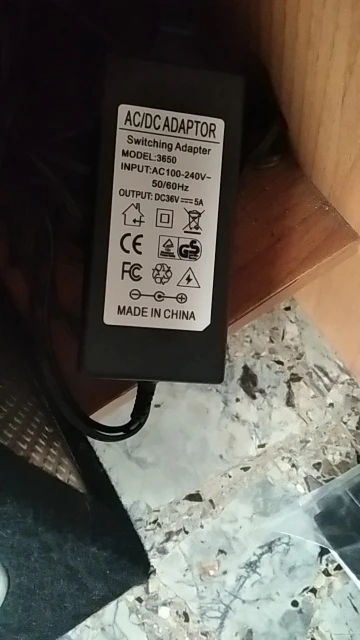 AC/DC ADAPTOR
Switching Adapter
MODEL:3650
INPUT:AC100-240V~
50/60Hz
OUTPUT: DC36V⎓5A
CE
GS
FC
MADE IN CHINA